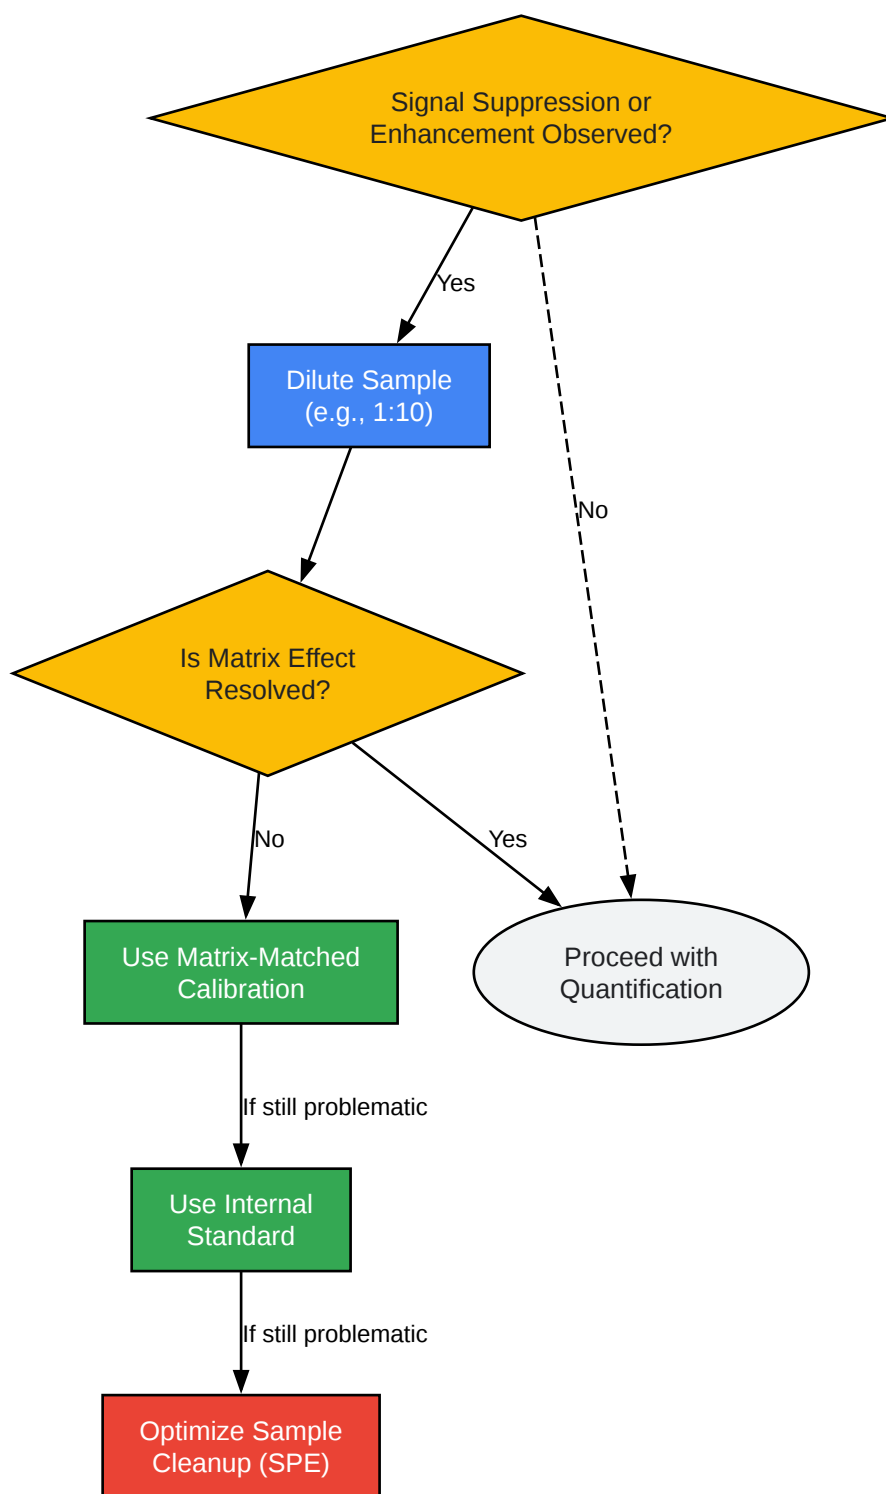 Signal Suppression or
Enhancement Observed?
Yes
Dilute Sample
(e.g., 1:10)
No
Is Matrix Effect
Resolved?
No
Yes
Use Matrix-Matched
Calibration
Proceed with
Quantification
If still problematic
Use Internal
Standard
If still problematic
Optimize Sample
Cleanup (SPE)